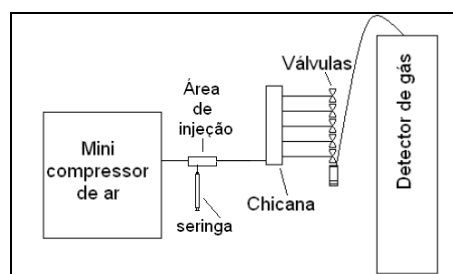 Mini
compressor
de ar
Área
de
injeção
seringa
Chicana
Válvulas
Detector de gás